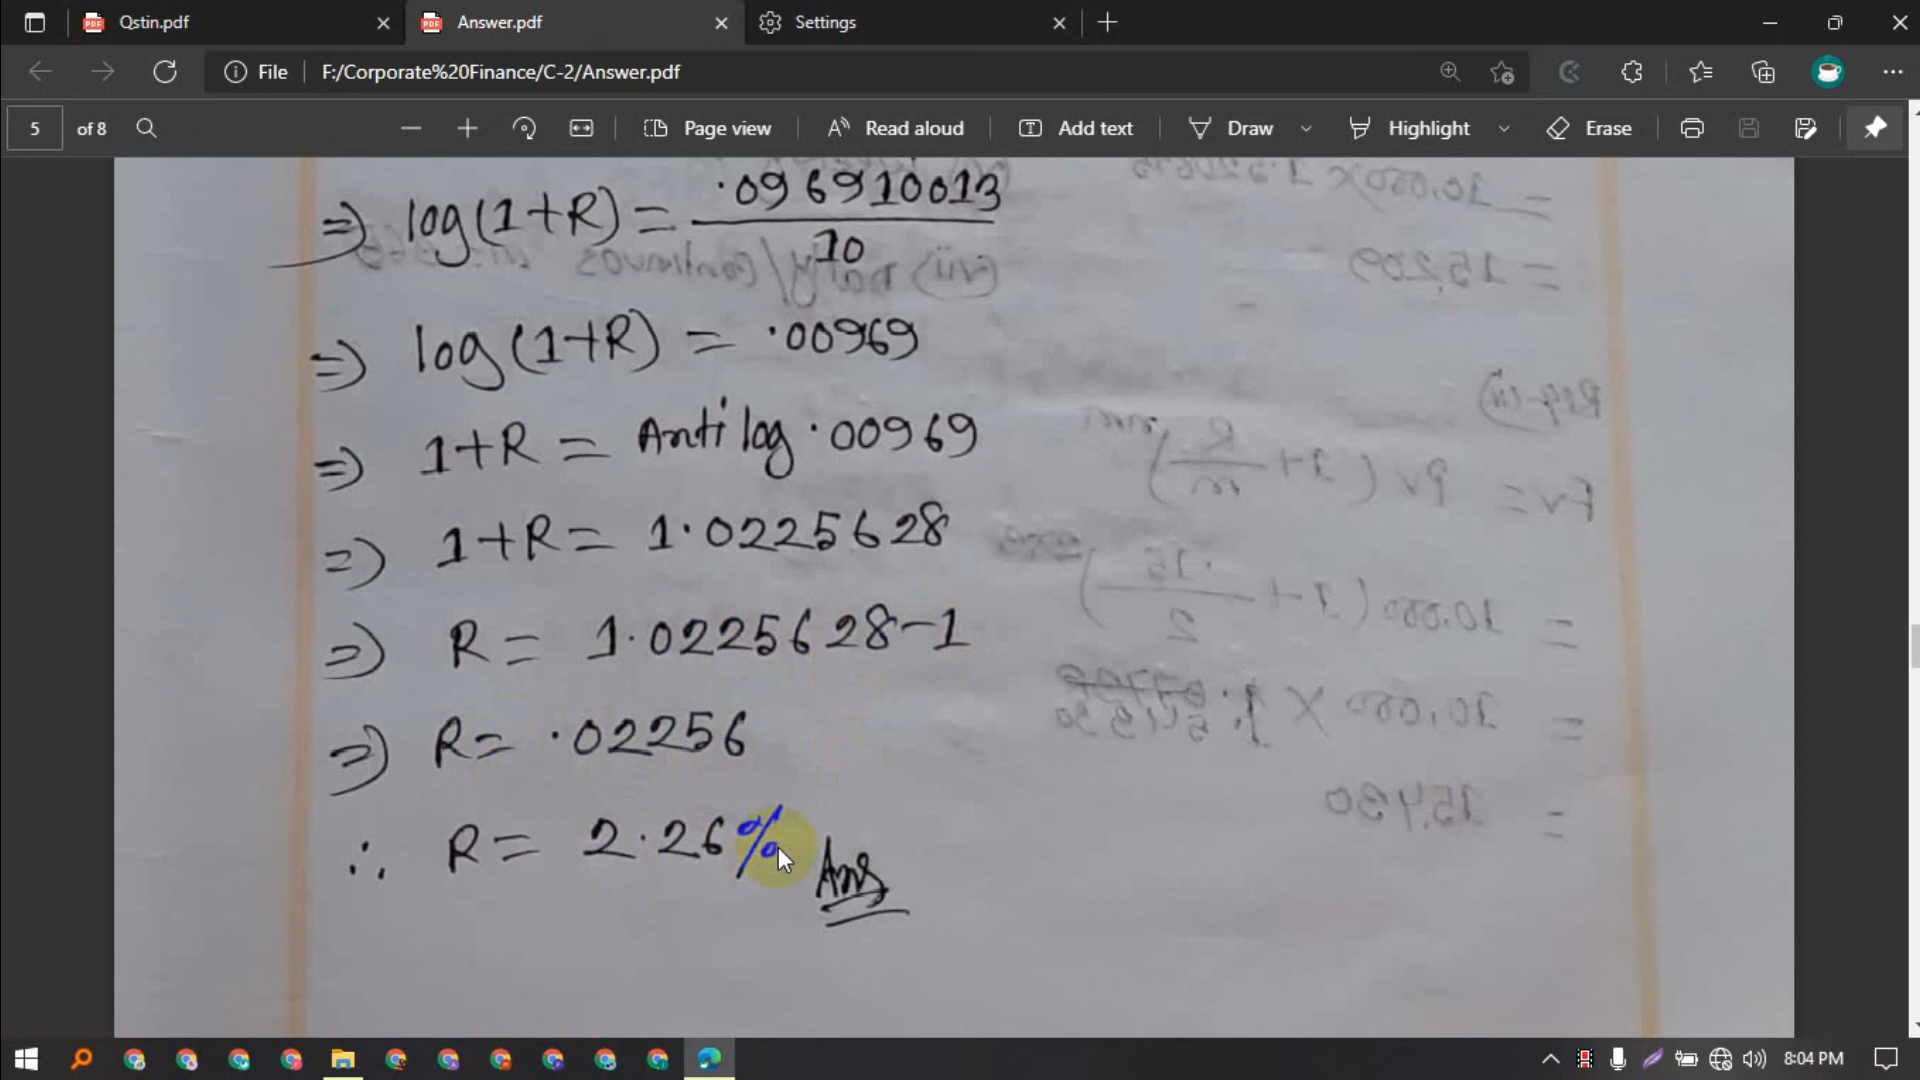 Qstin.pdf
Answer.pdf
Settings
File
F:/Corporate%20Finance/C-2/Answer.pdf
5 of 8
Page view
Read aloud
Add text
Draw
Highlight
Erase
=) log(1+R) = .096910013
10
=) log(1+R) = .00969
=) 1+R = Antilog .00969
=) 1+R = 1.0225628
=) R = 1.0225628-1
=) R = .02256
∴ R = 2.26% Ans
8:04 PM